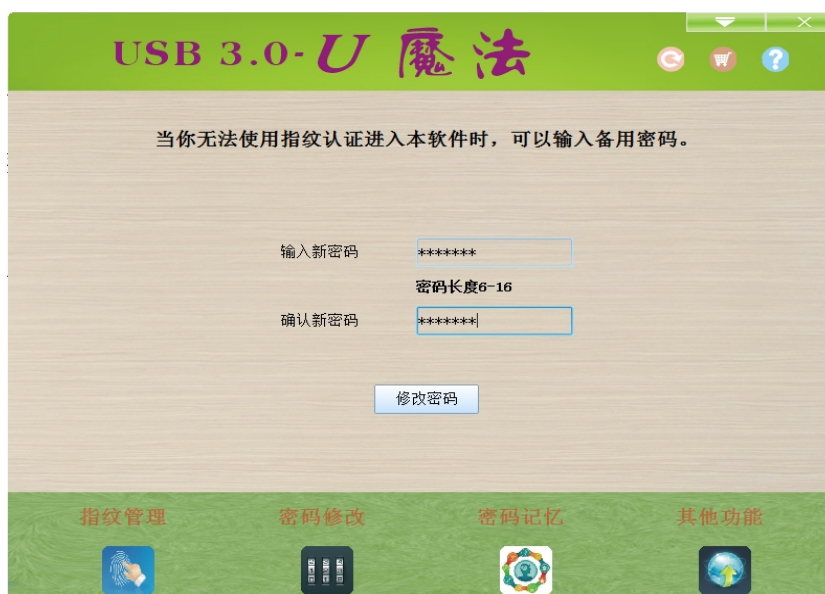 USB 3.0-U 魔法
当你无法使用指纹认证进入本软件时，可以输入备用密码。
输入新密码 *******
密码长度6-16
确认新密码 *******
修改密码
指纹管理 密码修改 密码记忆 其他功能